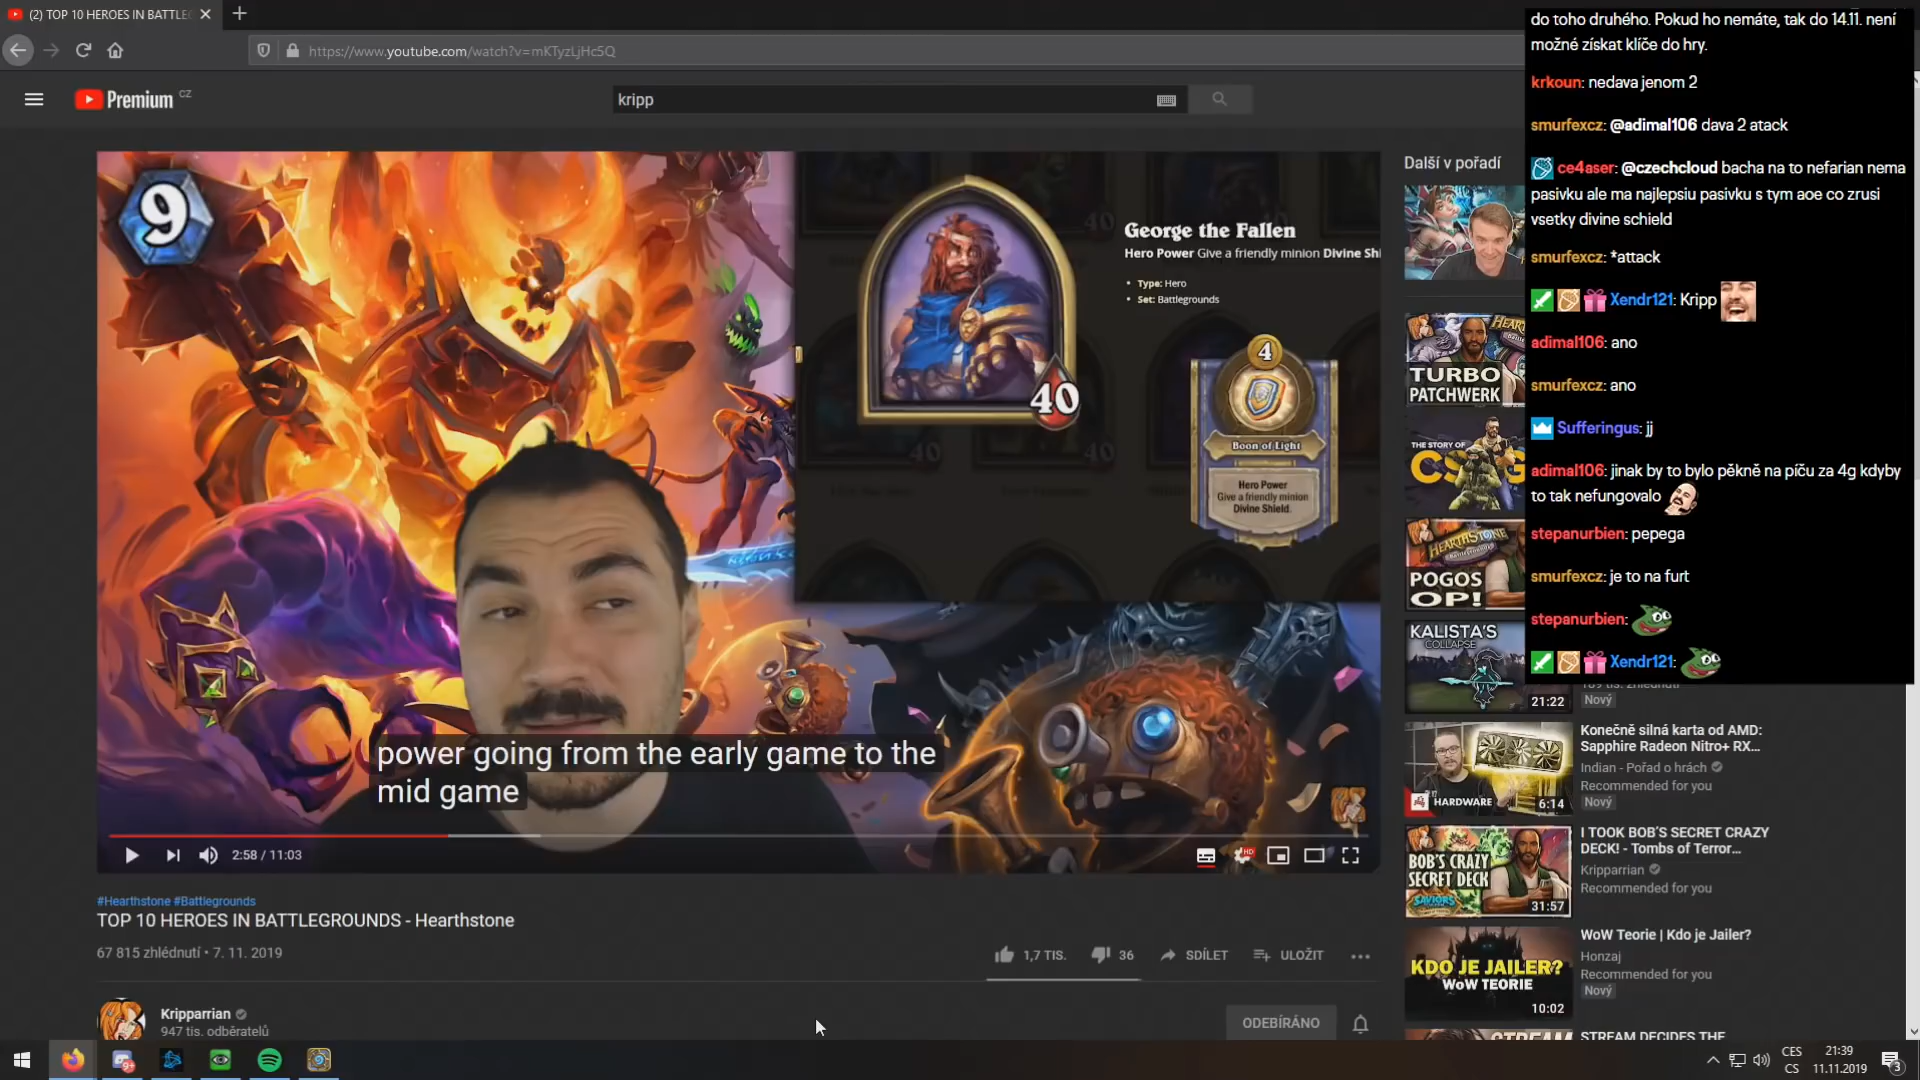 (2) TOP 10 HEROES IN BATTLE
https://www.youtube.com/watch?v=mKTyzLjHc5Q
Premium CZ
kripp
9
40
George the Fallen
Hero Power Give a friendly minion Divine Shi
Type: Hero
Set: Battlegrounds
4
Boon of Light
Hero Power
Give a friendly minion
Divine Shield.
power going from the early game to the
mid game
2:58 / 11:03
HD
#Hearthstone #Battlegrounds
TOP 10 HEROES IN BATTLEGROUNDS - Hearthstone
67 815 zhlédnutí • 7. 11. 2019
1,7 TIS.
36
SDÍLET
ULOŽIT
Kripparrian
947 tis. odběratelů
ODEBÍRÁNO
Další v pořadí
TURBO
PATCHWERK
THE STORY OF
HEARTHSTONE
POGOS
OP!
KALISTA'S
COLLAPSE
21:22
Nový
HARDWARE
6:14
Konečně silná karta od AMD:
Sapphire Radeon Nitro+ RX...
Indian - Pořad o hrách
Recommended for you
Nový
BOB'S CRAZY
SECRET DECK
SAVIORS
31:57
I TOOK BOB'S SECRET CRAZY
DECK! - Tombs of Terror...
Kripparrian
Recommended for you
KDO JE JAILER?
WoW TEORIE
10:02
WoW Teorie | Kdo je Jailer?
Honzaj
Recommended for you
Nový
STREAM DECIDES THE
do toho druhého. Pokud ho nemáte, tak do 14.11. není
možné získat klíče do hry.
krkoun: nedava jenom 2
smurfexcz: @adimal106 dava 2 atack
ce4aser: @czechcloud bacha na to nefarian nema
pasivku ale ma najlepsiu pasivku s tym aoe co zrusi
vsetky divine schield
smurfexcz: *attack
Xendr121: Kripp
adimal106: ano
smurfexcz: ano
Sufferingus: jj
adimal106: jinak by to bylo pěkně na píču za 4g kdyby
to tak nefungovalo
stepanurbien: pepega
smurfexcz: je to na furt
stepanurbien:
Xendr121:
9+
CES
CS
21:39
11.11.2019
3